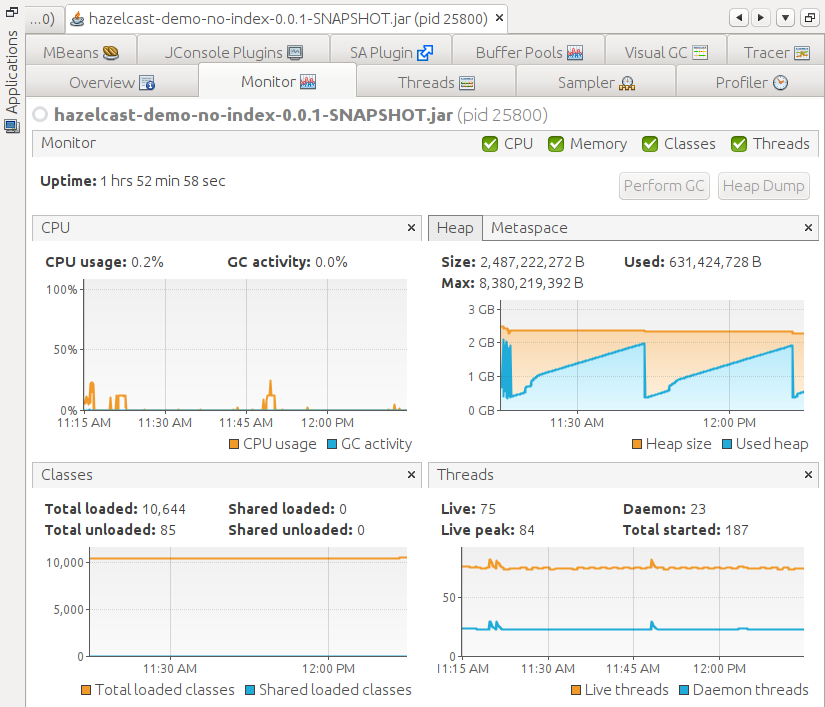 ...0) hazelcast-demo-no-index-0.0.1-SNAPSHOT.jar (pid 25800) ×
Applications
MBeans JConsole Plugins SA Plugin Buffer Pools Visual GC Tracer
Overview Monitor Threads Sampler Profiler
hazelcast-demo-no-index-0.0.1-SNAPSHOT.jar (pid 25800)
Monitor CPU Memory Classes Threads
Uptime: 1 hrs 52 min 58 sec Perform GC Heap Dump
CPU ×
CPU usage: 0.2% GC activity: 0.0%
100%
50%
0%
11:15 AM 11:30 AM 11:45 AM 12:00 PM
CPU usage GC activity
Heap Metaspace ×
Size: 2,487,222,272 B Used: 631,424,728 B
Max: 8,380,219,392 B
3 GB
2 GB
1 GB
0 GB
11:30 AM 12:00 PM
Heap size Used heap
Classes ×
Total loaded: 10,644 Shared loaded: 0
Total unloaded: 85 Shared unloaded: 0
10,000
5,000
0
11:30 AM 12:00 PM
Total loaded classes Shared loaded classes
Threads ×
Live: 75 Daemon: 23
Live peak: 84 Total started: 187
50
0
11:15 AM 11:30 AM 11:45 AM 12:00 PM
Live threads Daemon threads